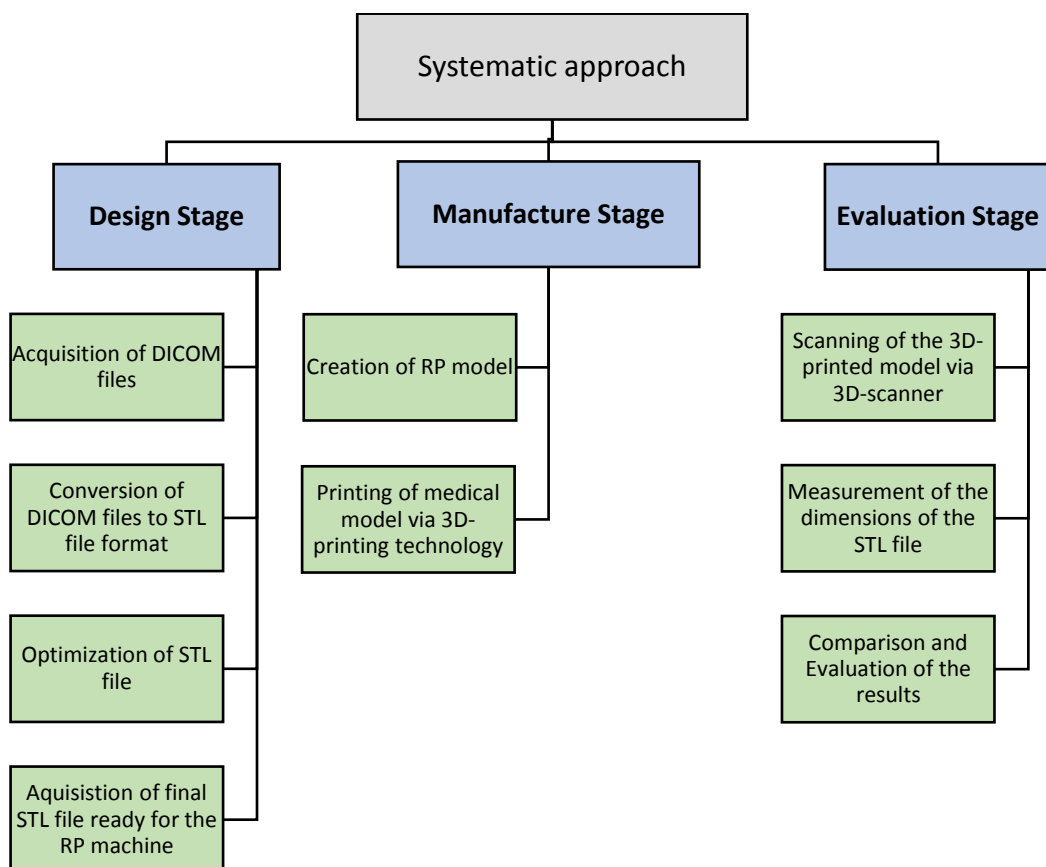 Systematic approach
Design Stage
Acquisition of DICOM
files
Conversion of
DICOM files to STL
file format
Optimization of STL
file
Aquisistion of final
STL file ready for the
RP machine
Manufacture Stage
Creation of RP model
Printing of medical
model via 3D-
printing technology
Evaluation Stage
Scanning of the 3D-
printed model via
3D-scanner
Measurement of the
dimensions of the
STL file
Comparison and
Evaluation of the
results